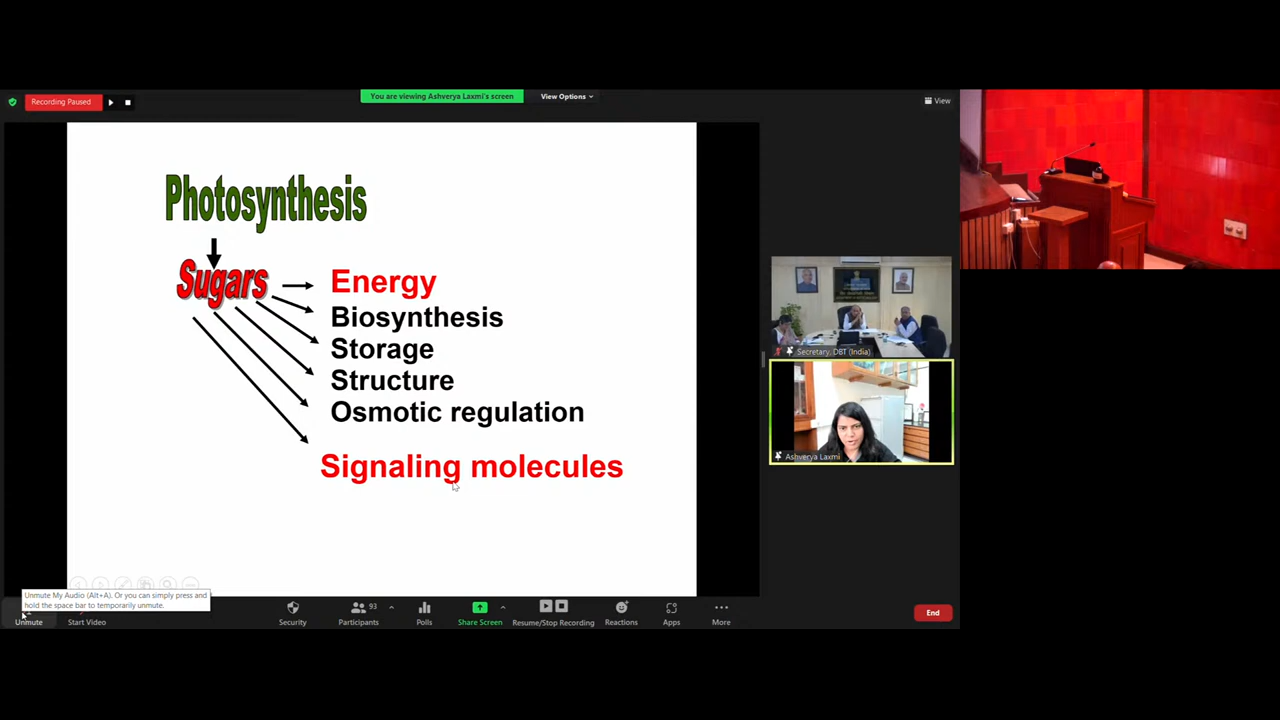 Recording Paused
You are viewing Ashverya Laxmi's screen
View Options
View
Photosynthesis
Sugars
Energy
Biosynthesis
Storage
Structure
Osmotic regulation
Signaling molecules
Secretary, DBT (India)
Ashverya Laxmi
Unmute My Audio (Alt+A). Or you can simply press and
hold the space bar to temporarily unmute.
Unmute
Start Video
Security
Participants
93
Polls
Share Screen
Resume/Stop Recording
Reactions
Apps
More
End